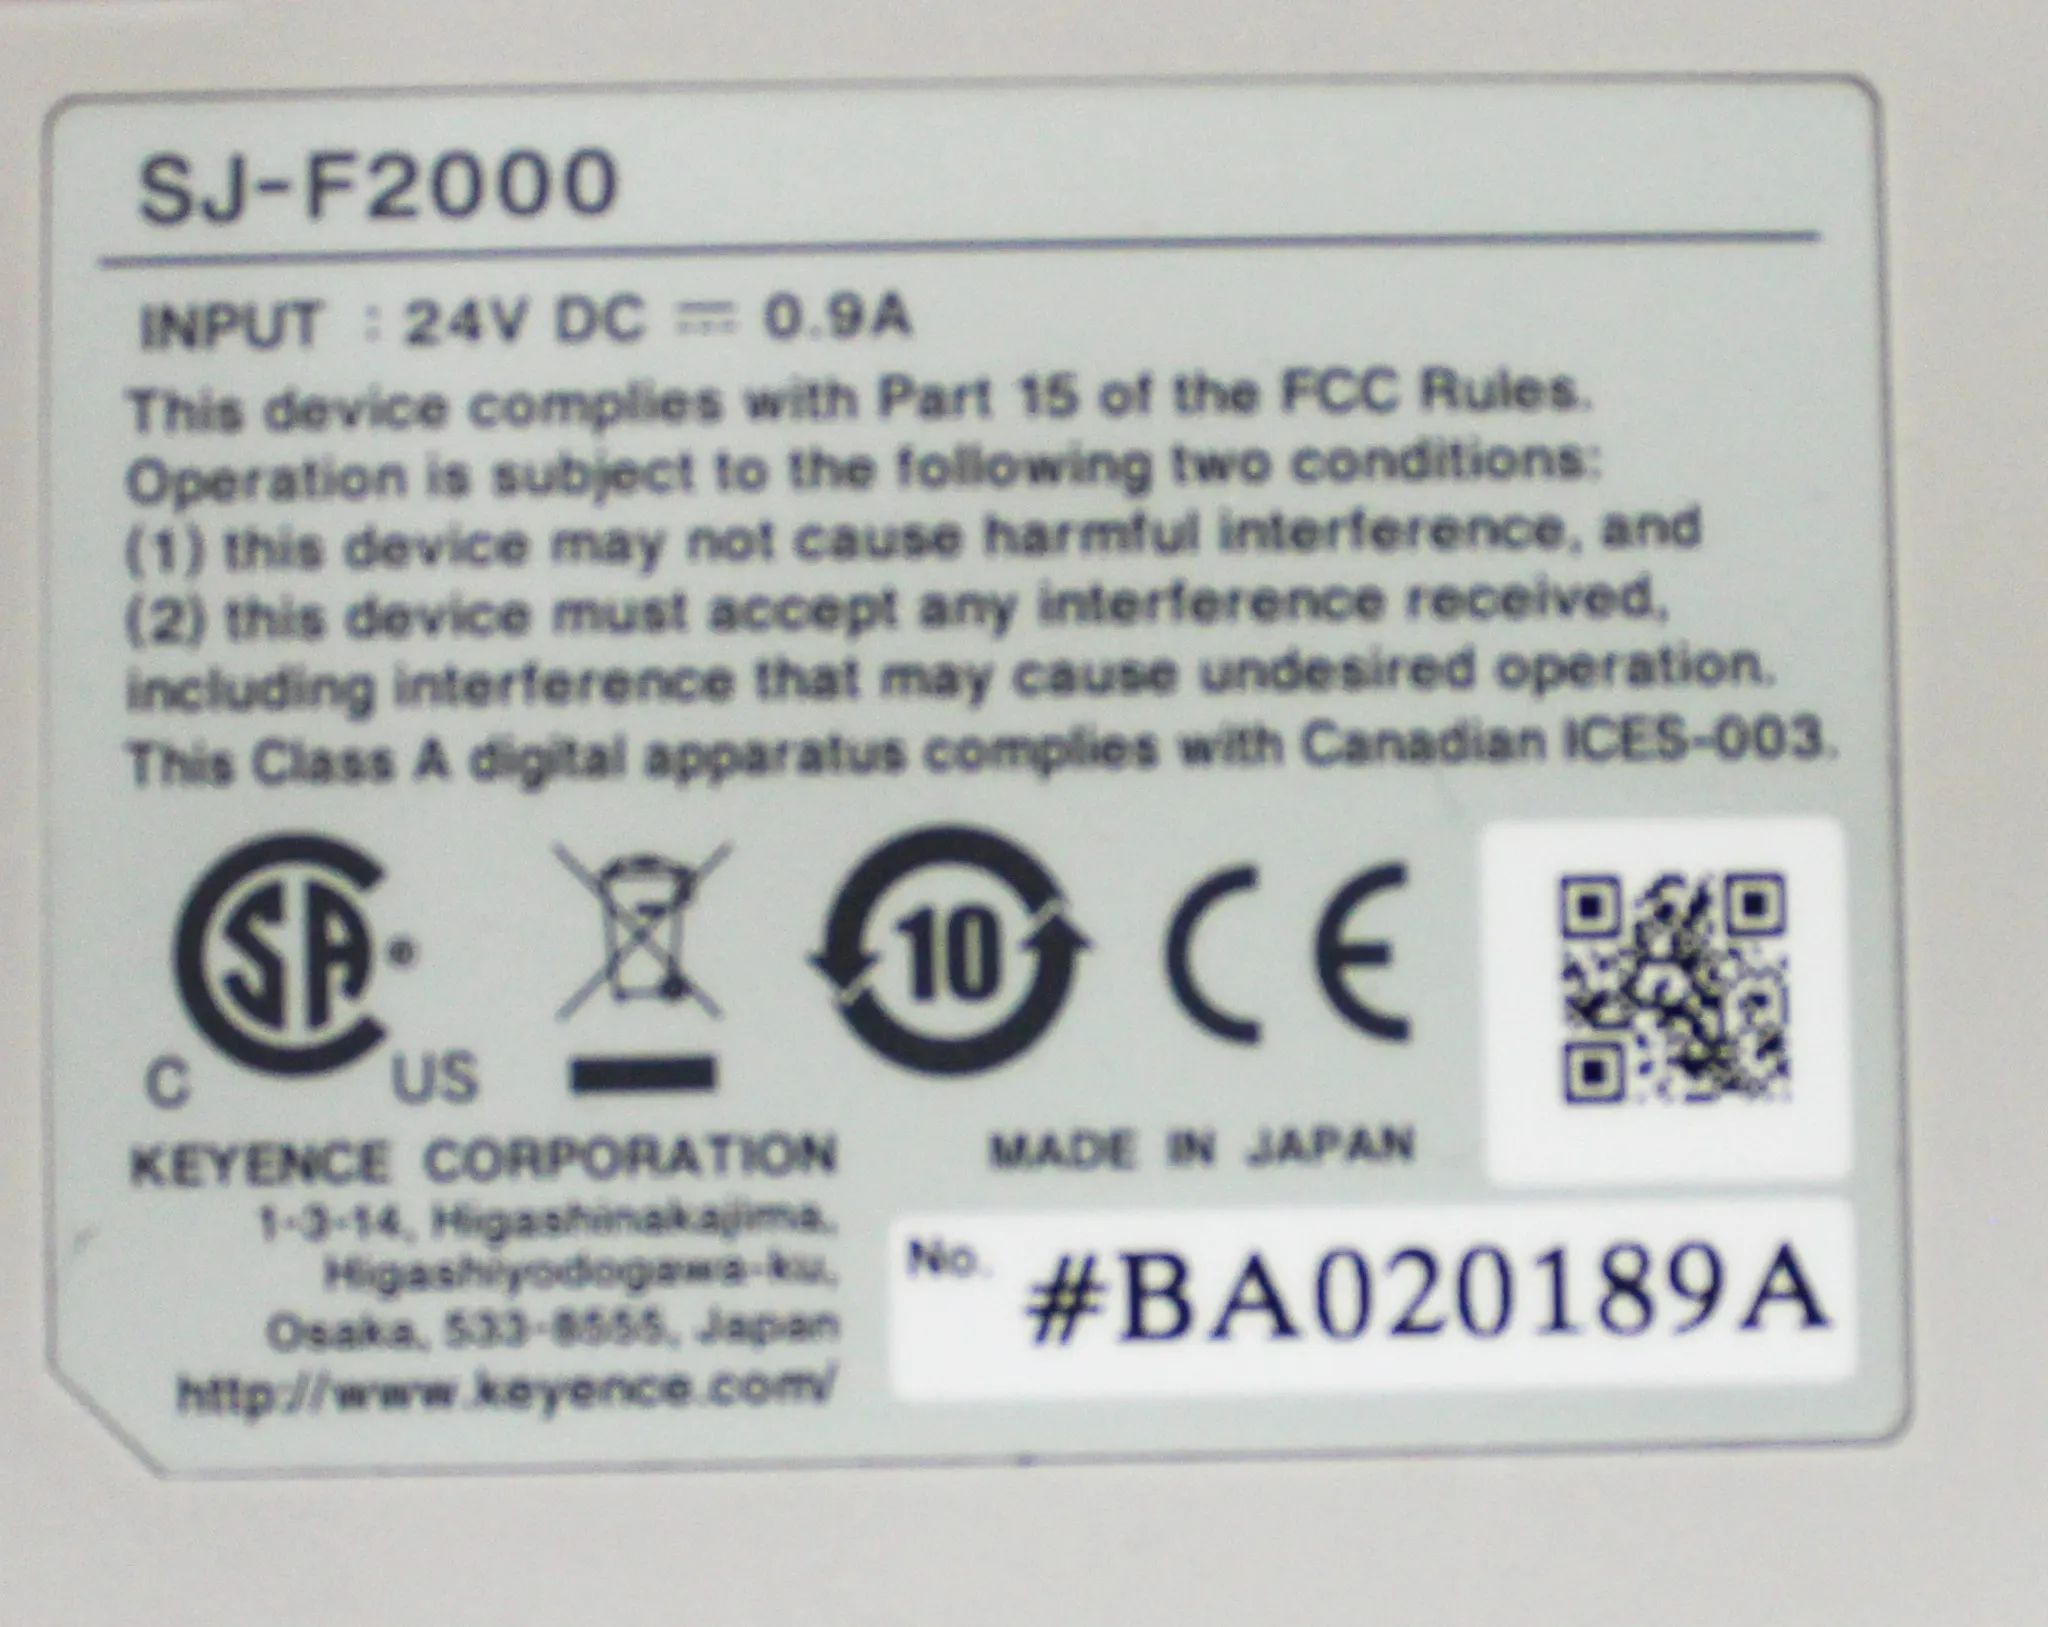 SJ-F2000
INPUT : 24V DC ⎓ 0.9A
This device complies with Part 15 of the FCC Rules.
Operation is subject to the following two conditions:
(1) this device may not cause harmful interference, and
(2) this device must accept any interference received,
including interference that may cause undesired operation.
This Class A digital apparatus complies with Canadian ICES-003.
SA ®
C US
10
CE
KEYENCE CORPORATION
1-3-14, Higashinakajima,
Higashiyodogawa-ku,
Osaka, 533-8555, Japan
http://www.keyence.com/
MADE IN JAPAN
No. #BA020189A